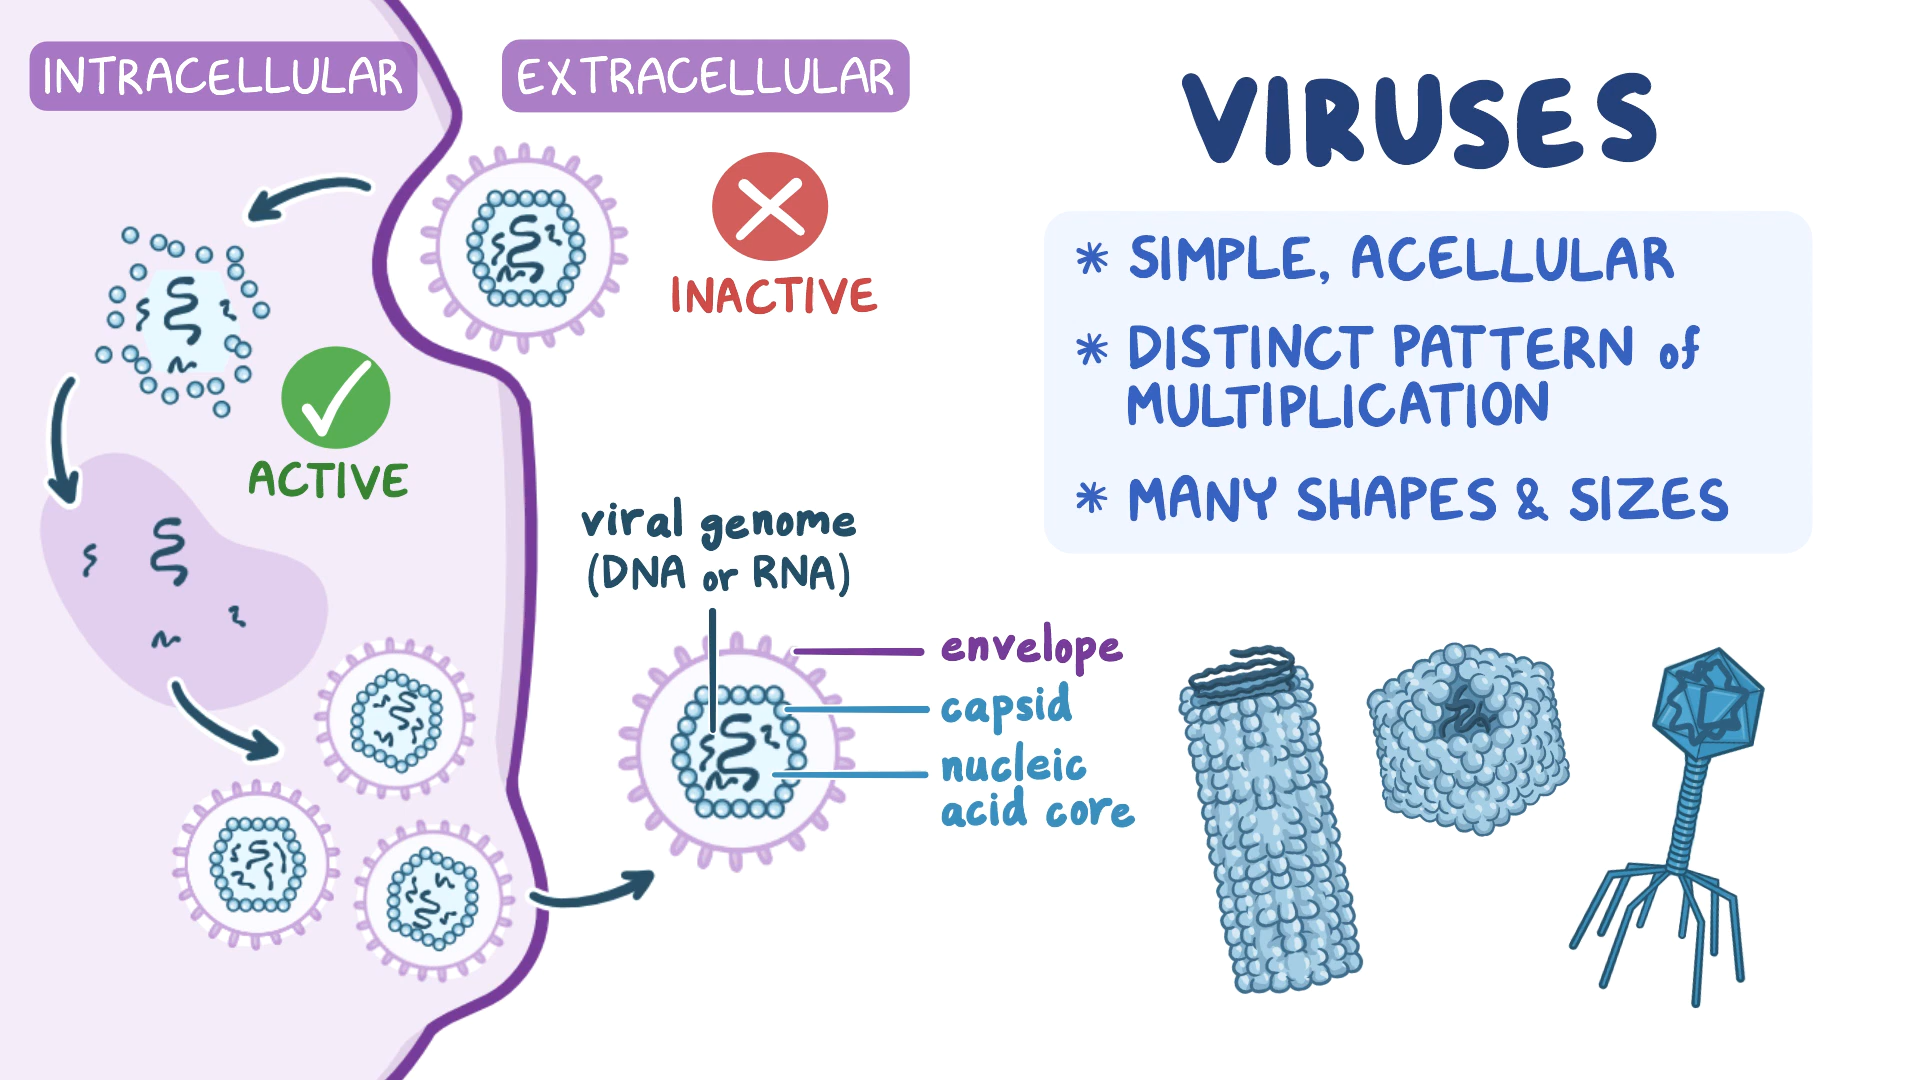 INTRACELLULAR
EXTRACELLULAR
INACTIVE
ACTIVE
viral genome
(DNA or RNA)
envelope
capsid
nucleic
acid core
VIRUSES
* SIMPLE, ACELLULAR
* DISTINCT PATTERN of
MULTIPLICATION
* MANY SHAPES & SIZES